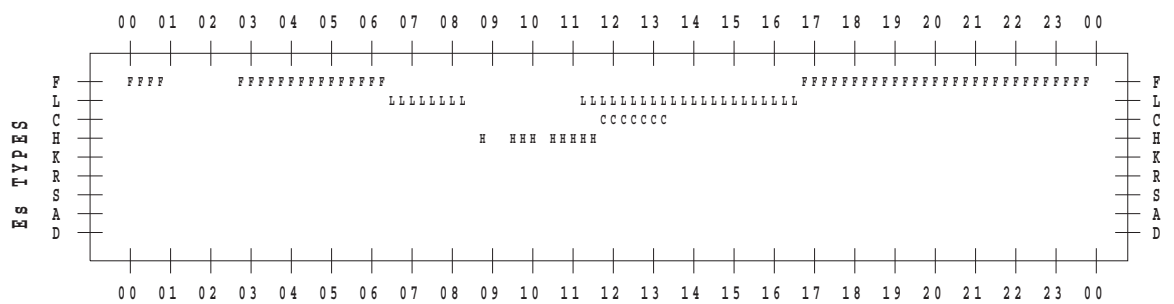 00 01 02 03 04 05 06 07 08 09 10 11 12 13 14 15 16 17 18 19 20 21 22 23 00
F FFFF FFFFFFFFFFFFFFF FFFFFFFFFFFFFFFFFFFFFFFFFFFFF F
L LLLLLLLL LLLLLLLLLLLLLLLLLLLLLL L
C CCCCCCC C
H H HHH HHHHH H
K K
R R
S S
A A
D D
Es TYPES
00 01 02 03 04 05 06 07 08 09 10 11 12 13 14 15 16 17 18 19 20 21 22 23 00